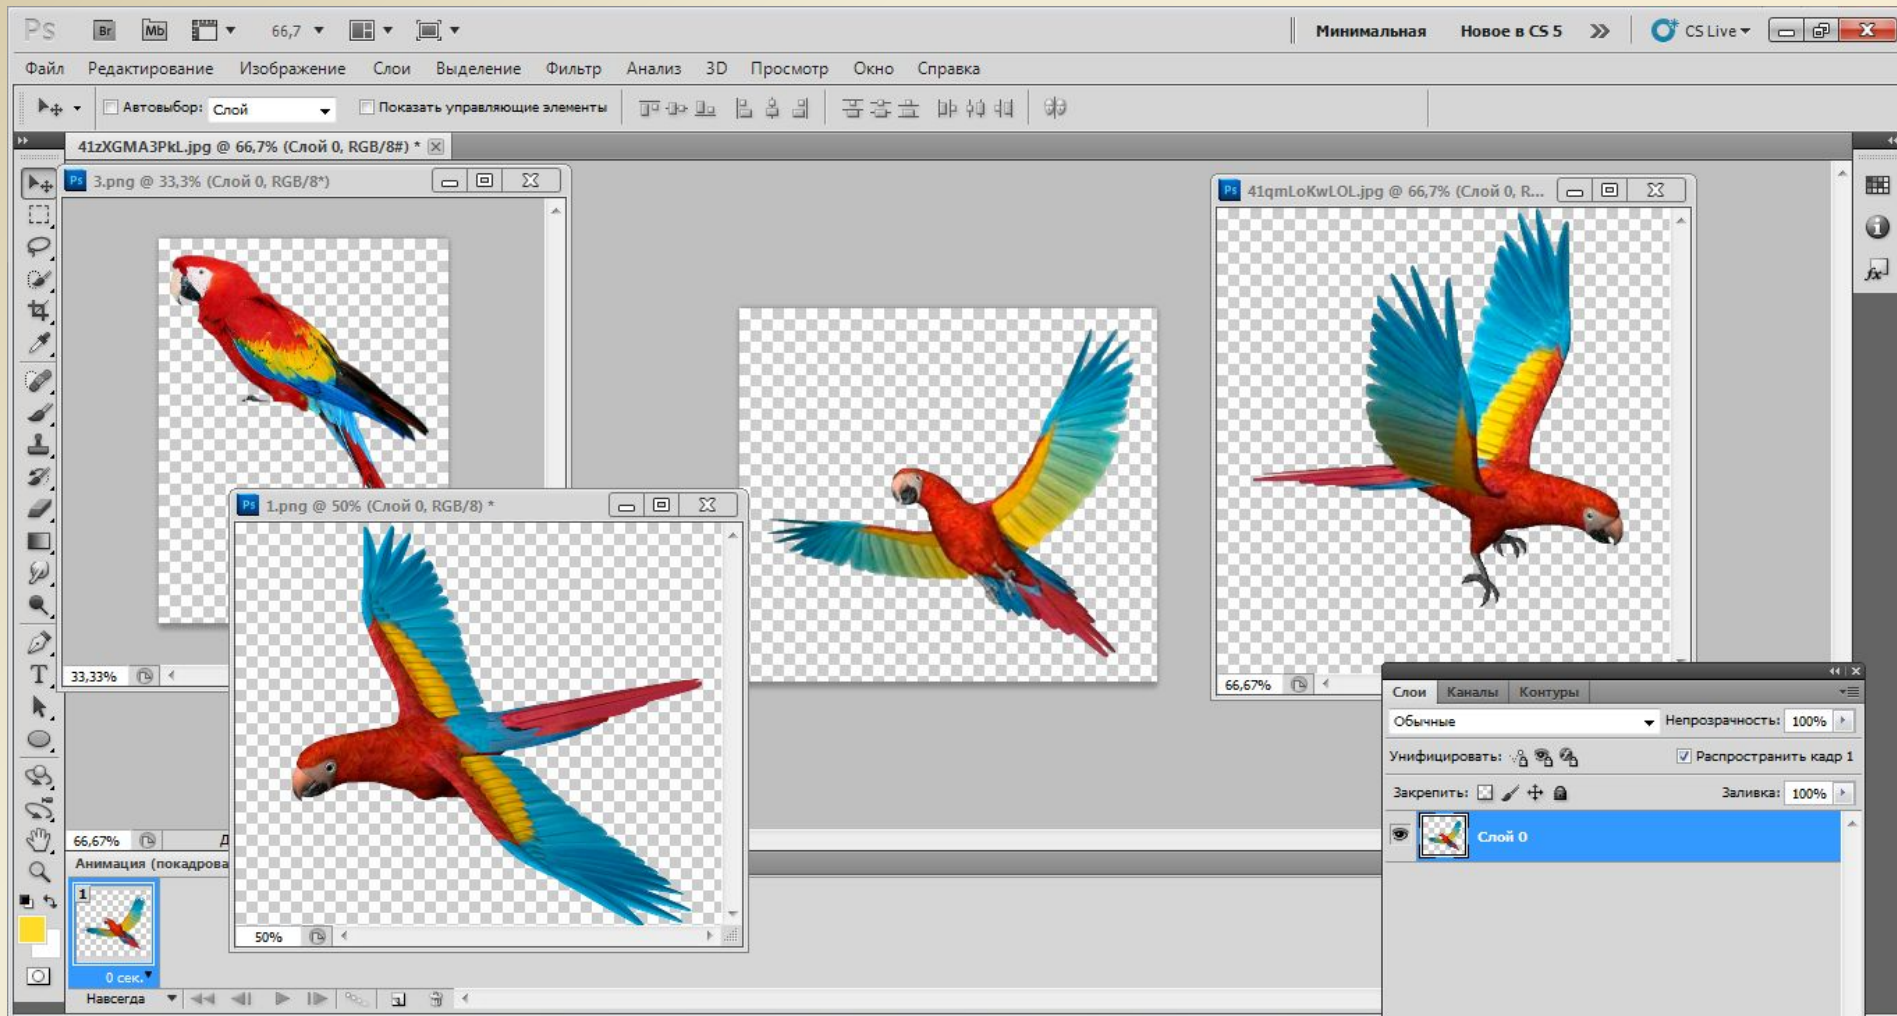 Ps Br Mb 66,7 Минимальная Новое в CS 5 CS Live
Файл Редактирование Изображение Слои Выделение Фильтр Анализ 3D Просмотр Окно Справка
Автовыбор: Слой Показать управляющие элементы
41zXGMA3PkL.jpg @ 66,7% (Слой 0, RGB/8#) *
Ps 3.png @ 33,3% (Слой 0, RGB/8*)
Ps 41qmLoKwLOL.jpg @ 66,7% (Слой 0, R...
33,33%
Ps 1.png @ 50% (Слой 0, RGB/8) *
50%
66,67%
Слои Каналы Контуры
Обычные Непрозрачность: 100%
Унифицировать: Распространить кадр 1
Закрепить: Заливка: 100%
Слой 0
66,67% Д
Анимация (покадрова
1
0 сек.
Навсегда